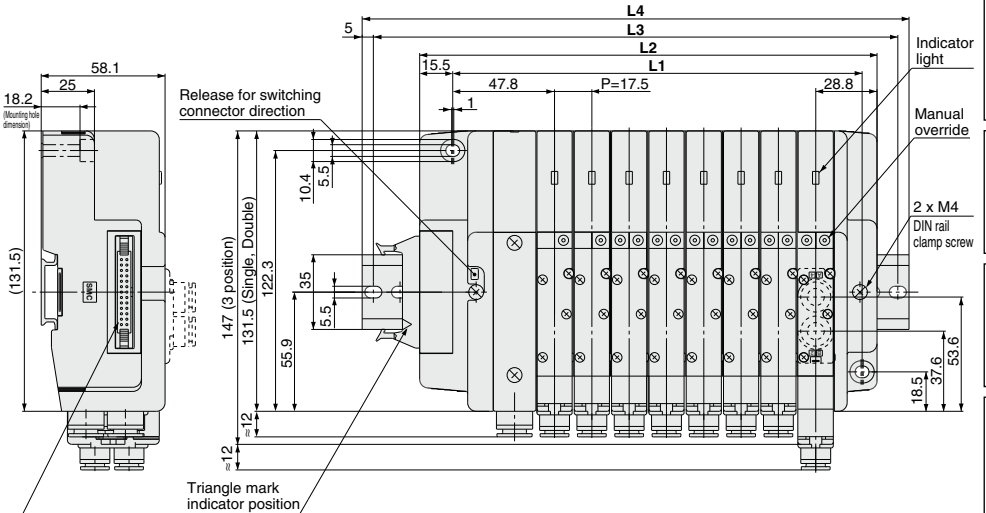 L4
5
L3
L2
58.1
15.5
L1
Indicator
light
25
47.8
P=17.5
28.8
18.2
(Mounting hole
dimension)
Release for switching
connector direction
1
Manual
override
10.4
5.5
2 x M4
DIN rail
clamp screw
(131.5)
147 (3 position)
131.5 (Single, Double)
122.3
35
5.5
55.9
SMC
53.6
37.6
18.5
≈12
≈12
Triangle mark
indicator position